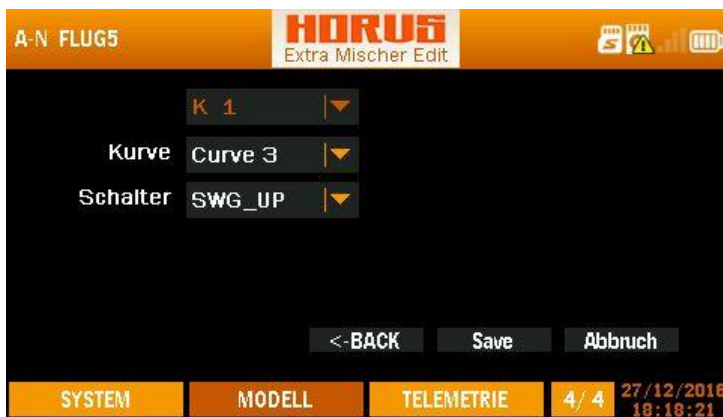 A-N FLUG5
HORUS
Extra Mischer Edit
K 1
Kurve Curve 3
Schalter SWG_UP
<-BACK Save Abbruch
SYSTEM MODELL TELEMETRIE 4/4 27/12/2016
18:18:21